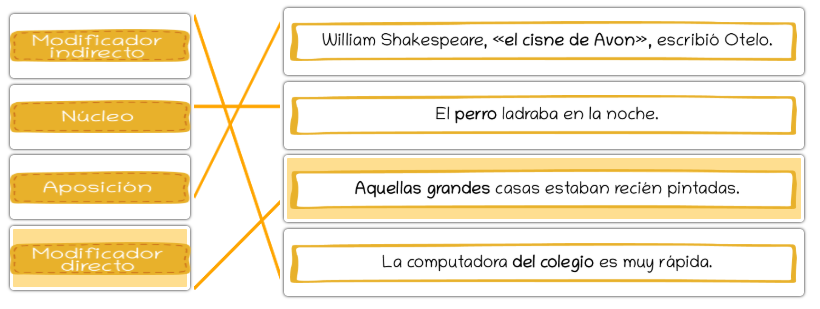 Modificador
indirecto
William Shakespeare, «el cisne de Avon», escribió Otelo.
Núcleo
El perro ladraba en la noche.
Aposición
Aquellas grandes casas estaban recién pintadas.
Modificador
directo
La computadora del colegio es muy rápida.